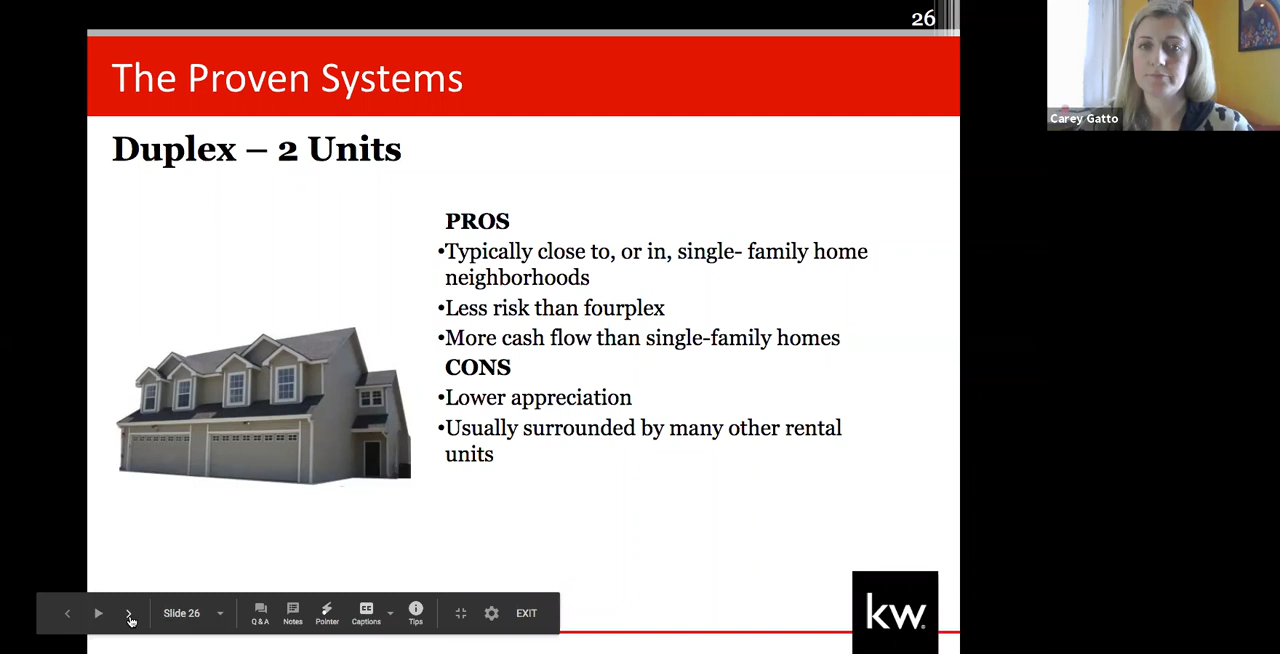 26
The Proven Systems
Carey Gatto
Duplex – 2 Units
PROS
•Typically close to, or in, single- family home
neighborhoods
•Less risk than fourplex
•More cash flow than single-family homes
CONS
•Lower appreciation
•Usually surrounded by many other rental
units
Slide 26
Q & A
Notes
Pointer
Captions
Tips
EXIT
CC
kw.